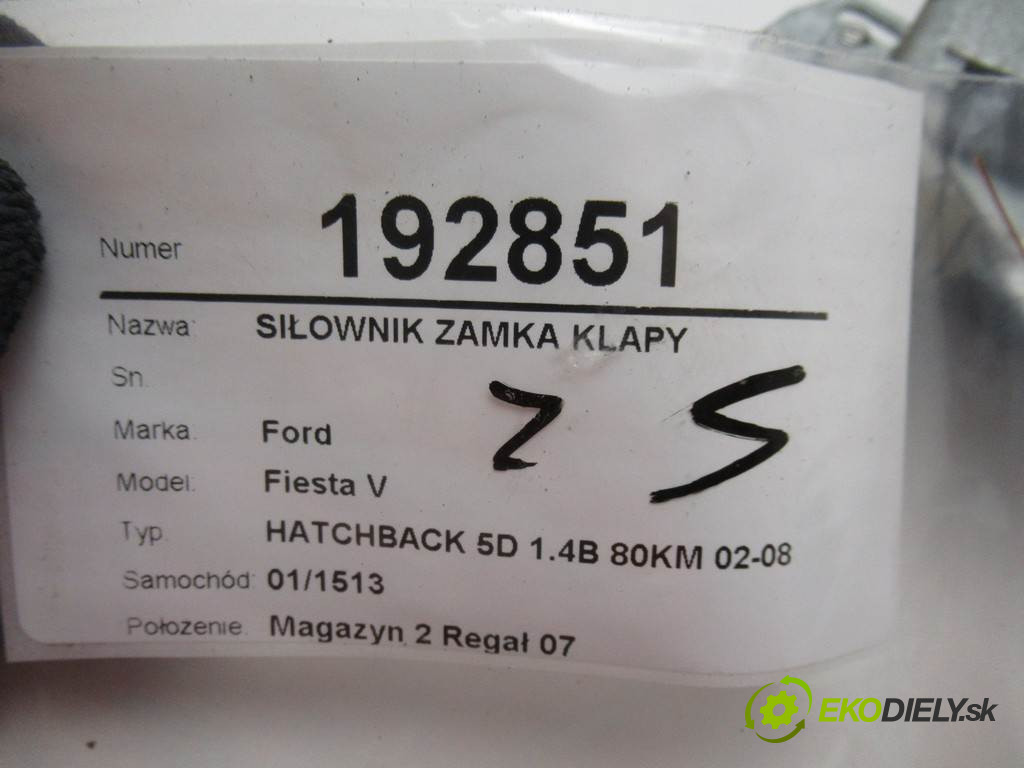 Numer 192851
Nazwa: SIŁOWNIK ZAMKA KLAPY
Sn.
Marka. Ford
Model. Fiesta V
Typ. HATCHBACK 5D 1.4B 80KM 02-08
Samochód: 01/1513
Położenie. Magazyn 2 Regał 07
Z S
EKODIELY.sk